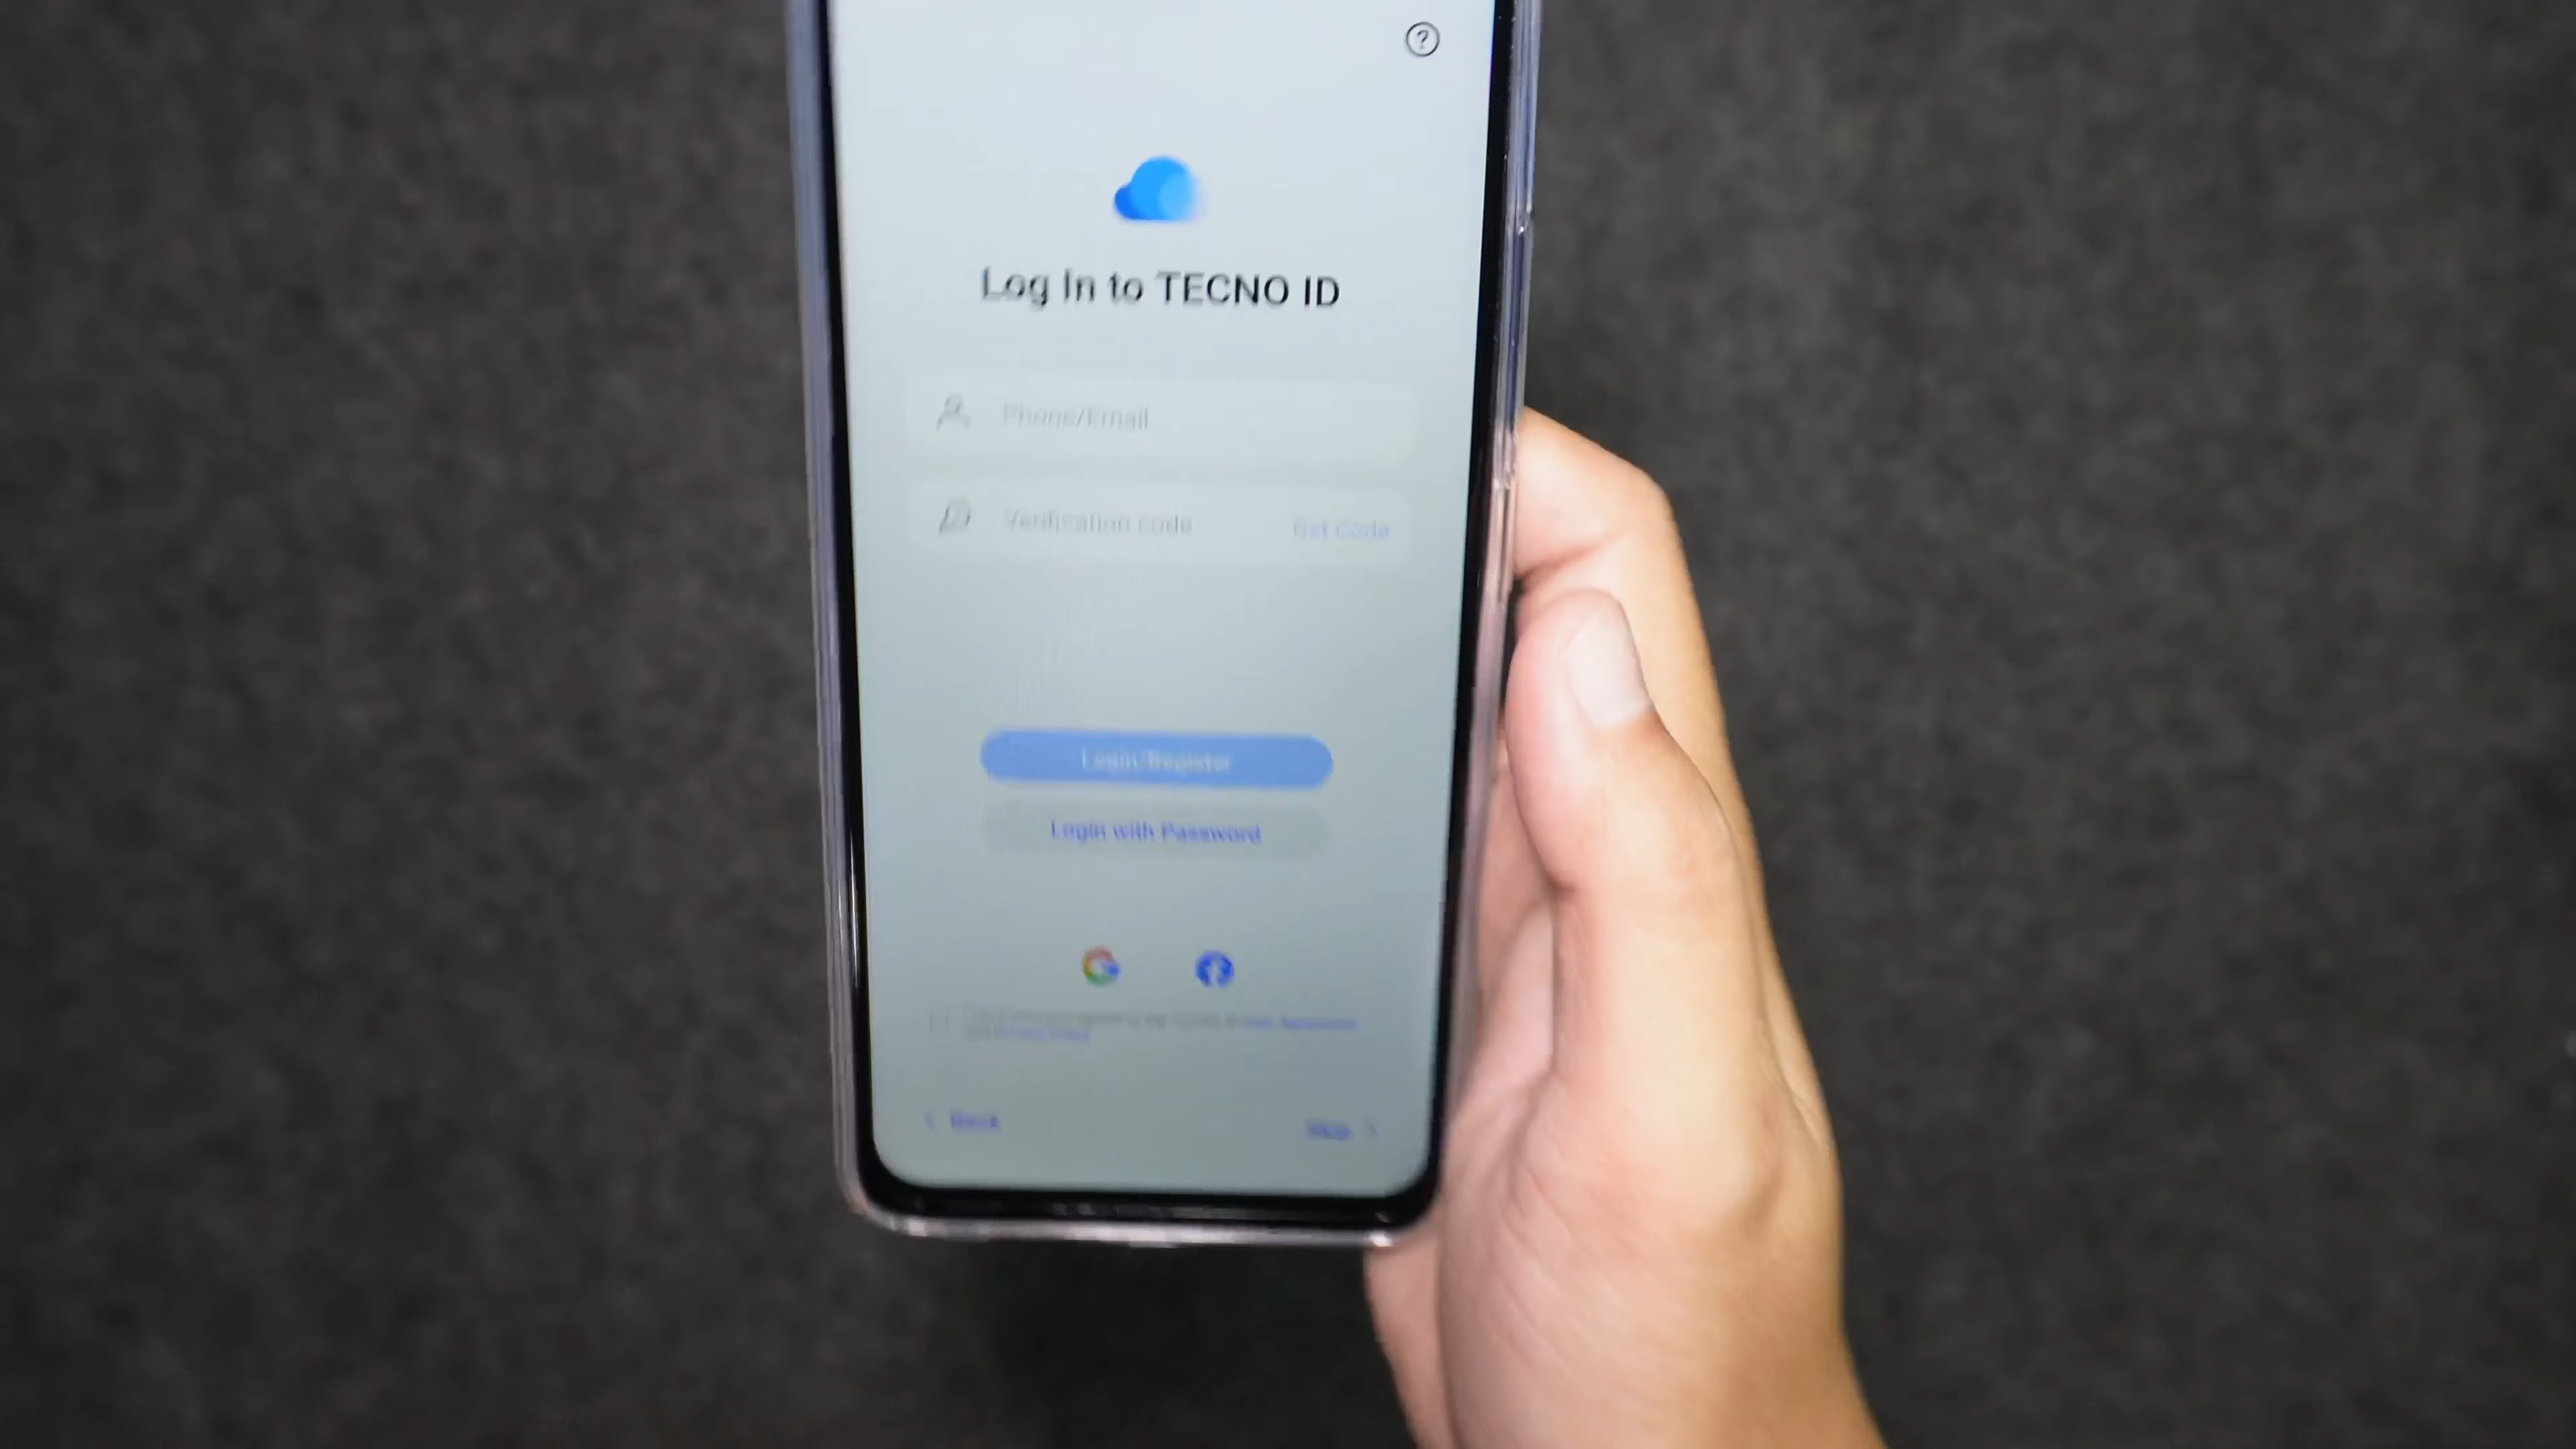 Log In to TECNO ID
Phone/Email
Verification code Get Code
Login/Register
Login with Password
Back Skip